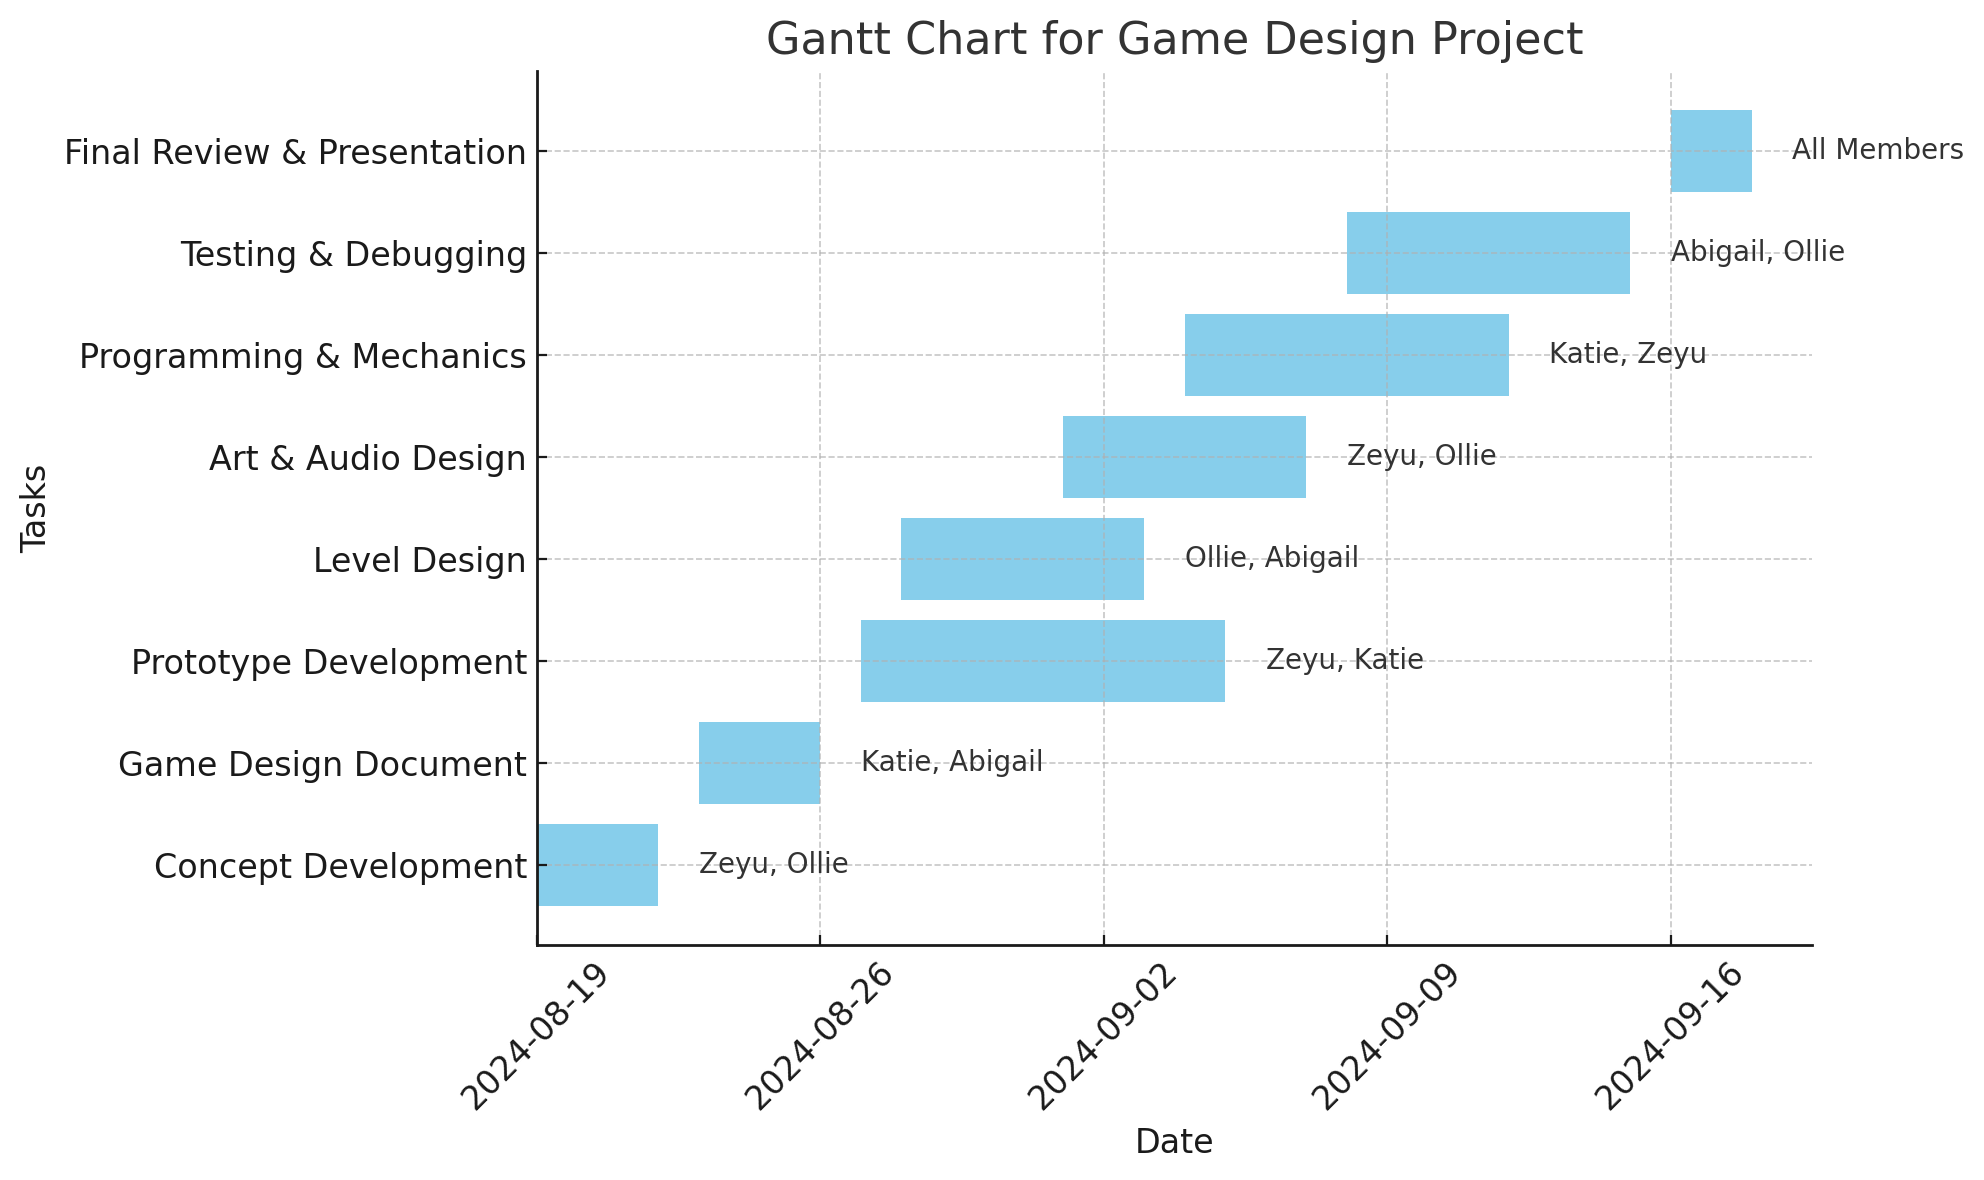 Gantt Chart for Game Design Project
Final Review & Presentation
All Members
Testing & Debugging
Abigail, Ollie
Programming & Mechanics
Katie, Zeyu
Art & Audio Design
Zeyu, Ollie
Level Design
Ollie, Abigail
Prototype Development
Zeyu, Katie
Game Design Document
Katie, Abigail
Concept Development
Zeyu, Ollie
Tasks
2024-08-19
2024-08-26
2024-09-02
2024-09-09
2024-09-16
Date